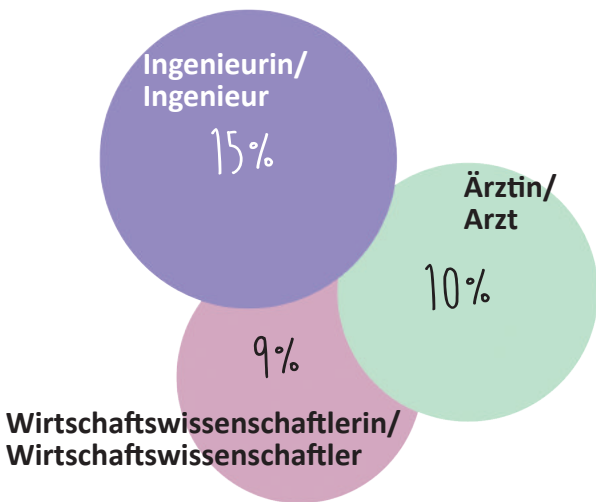 Ingenieurin/
Ingenieur
15%
Ärztin/
Arzt
10%
9%
Wirtschaftswissenschaftlerin/
Wirtschaftswissenschaftler